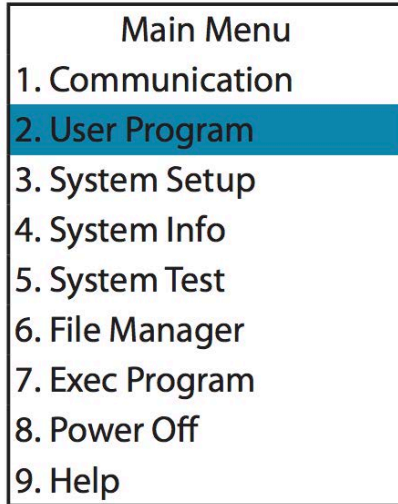 Main Menu
1. Communication
2. User Program
3. System Setup
4. System Info
5. System Test
6. File Manager
7. Exec Program
8. Power Off
9. Help